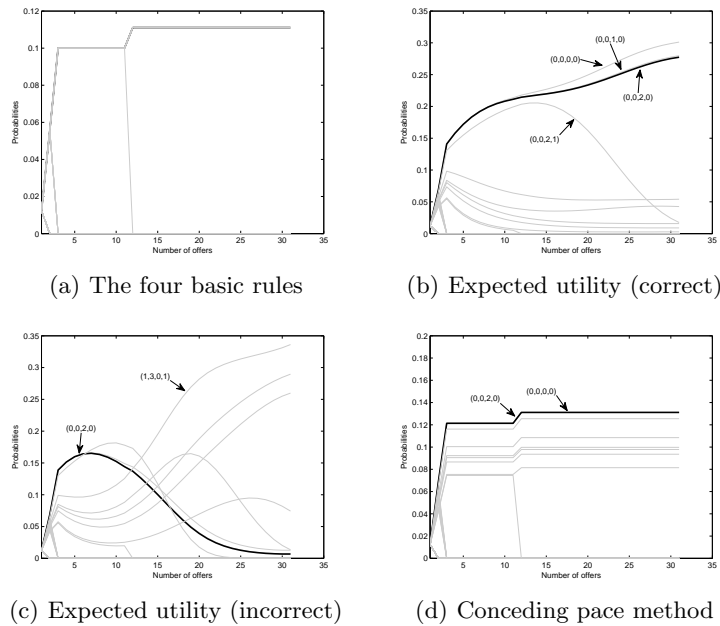 0.12
0.1
0.08
0.06
0.04
0.02
0
Probabilities
5 10 15 20 25 30 35
Number of offers
(a) The four basic rules
0.35
0.3
0.25
0.2
0.15
0.1
0.05
0
Probabilities
(0,0,1,0)
(0,0,0,0)
(0,0,2,0)
(0,0,2,1)
5 10 15 20 25 30 35
Number of offers
(b) Expected utility (correct)
0.35
0.3
0.25
0.2
0.15
0.1
0.05
0
Probabilities
(1,3,0,1)
(0,0,2,0)
5 10 15 20 25 30 35
Number of offers
(c) Expected utility (incorrect)
0.2
0.18
0.16
0.14
0.12
0.1
0.08
0.06
0.04
0.02
0
Probabilities
(0,0,2,0)
(0,0,0,0)
5 10 15 20 25 30 35
Number of offers
(d) Conceding pace method